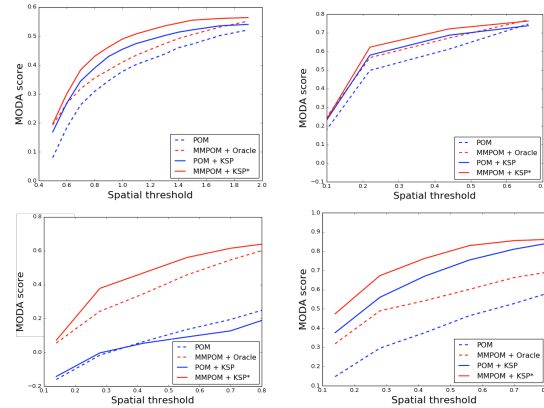 0.6
0.5
0.4
0.3
0.2
0.1
0.0
MODA score
0.4 0.6 0.8 1.0 1.2 1.4 1.6 1.8 2.0
Spatial threshold
POM
MMPOM + Oracle
POM + KSP
MMPOM + KSP*
0.8
0.6
0.4
0.2
0.0
−0.2
MODA score
0.1 0.2 0.3 0.4 0.5 0.6 0.7
Spatial threshold
POM
MMPOM + Oracle
POM + KSP
MMPOM + KSP*
0.8
0.6
0.4
0.2
0.0
−0.2
MODA score
0.1 0.2 0.3 0.4 0.5 0.6 0.7 0.8
Spatial threshold
POM
MMPOM + Oracle
POM + KSP
MMPOM + KSP*
1.0
0.9
0.8
0.7
0.6
0.5
0.4
0.3
0.2
0.1
MODA score
0.1 0.2 0.3 0.4 0.5 0.6 0.7
Spatial threshold
POM
MMPOM + Oracle
POM + KSP
MMPOM + KSP*